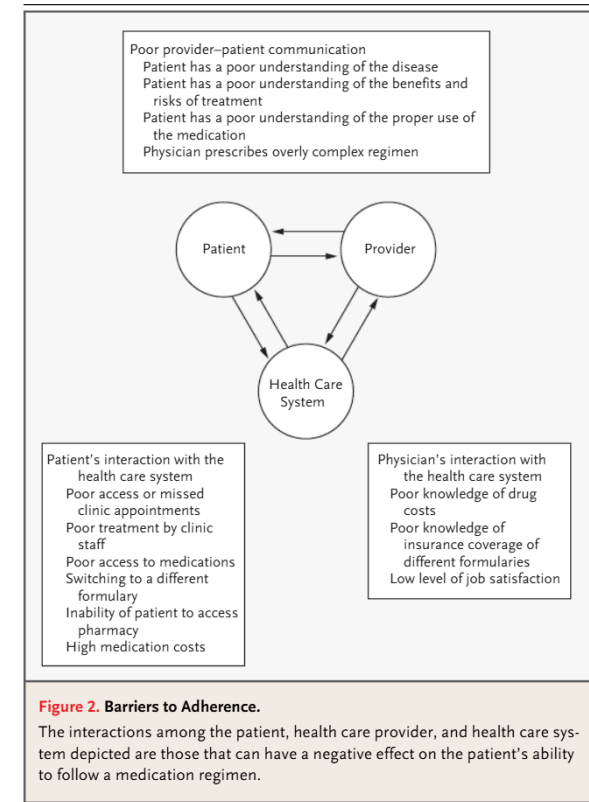 Poor provider–patient communication
Patient has a poor understanding of the disease
Patient has a poor understanding of the benefits and
risks of treatment
Patient has a poor understanding of the proper use of
the medication
Physician prescribes overly complex regimen
Patient
Provider
Health Care
System
Patient's interaction with the
health care system
Poor access or missed
clinic appointments
Poor treatment by clinic
staff
Poor access to medications
Switching to a different
formulary
Inability of patient to access
pharmacy
High medication costs
Physician's interaction with
the health care system
Poor knowledge of drug
costs
Poor knowledge of
insurance coverage of
different formularies
Low level of job satisfaction
Figure 2. Barriers to Adherence.
The interactions among the patient, health care provider, and health care sys-
tem depicted are those that can have a negative effect on the patient's ability
to follow a medication regimen.